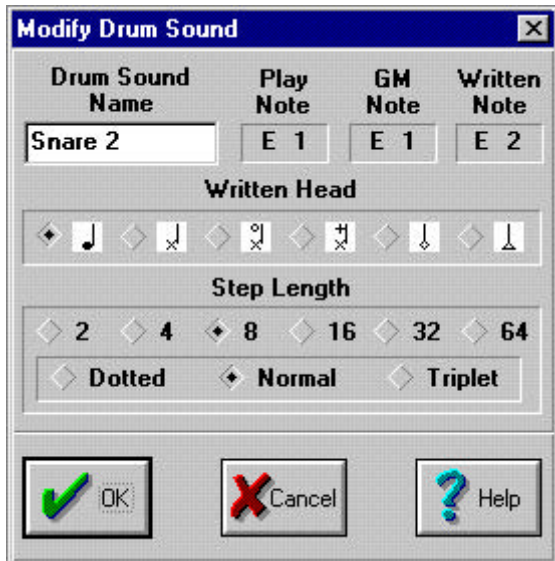 Modify Drum Sound
Drum Sound Name Play Note GM Note Written Note
Snare 2 E 1 E 1 E 2
Written Head
Step Length
2 4 8 16 32 64
Dotted Normal Triplet
OK Cancel Help